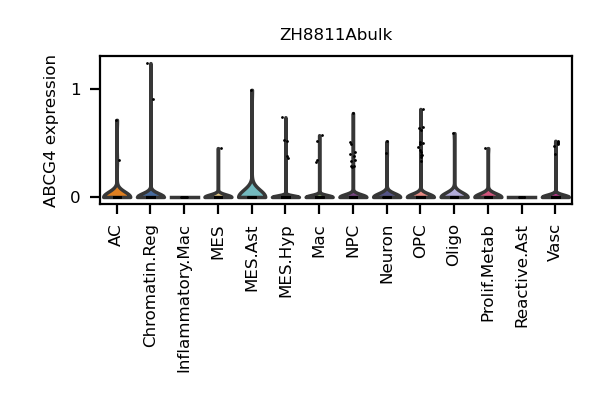 ZH8811Abulk
ABCG4 expression
1
0
AC
Chromatin.Reg
Inflammatory.Mac
MES
MES.Ast
MES.Hyp
Mac
NPC
Neuron
OPC
Oligo
Prolif.Metab
Reactive.Ast
Vasc